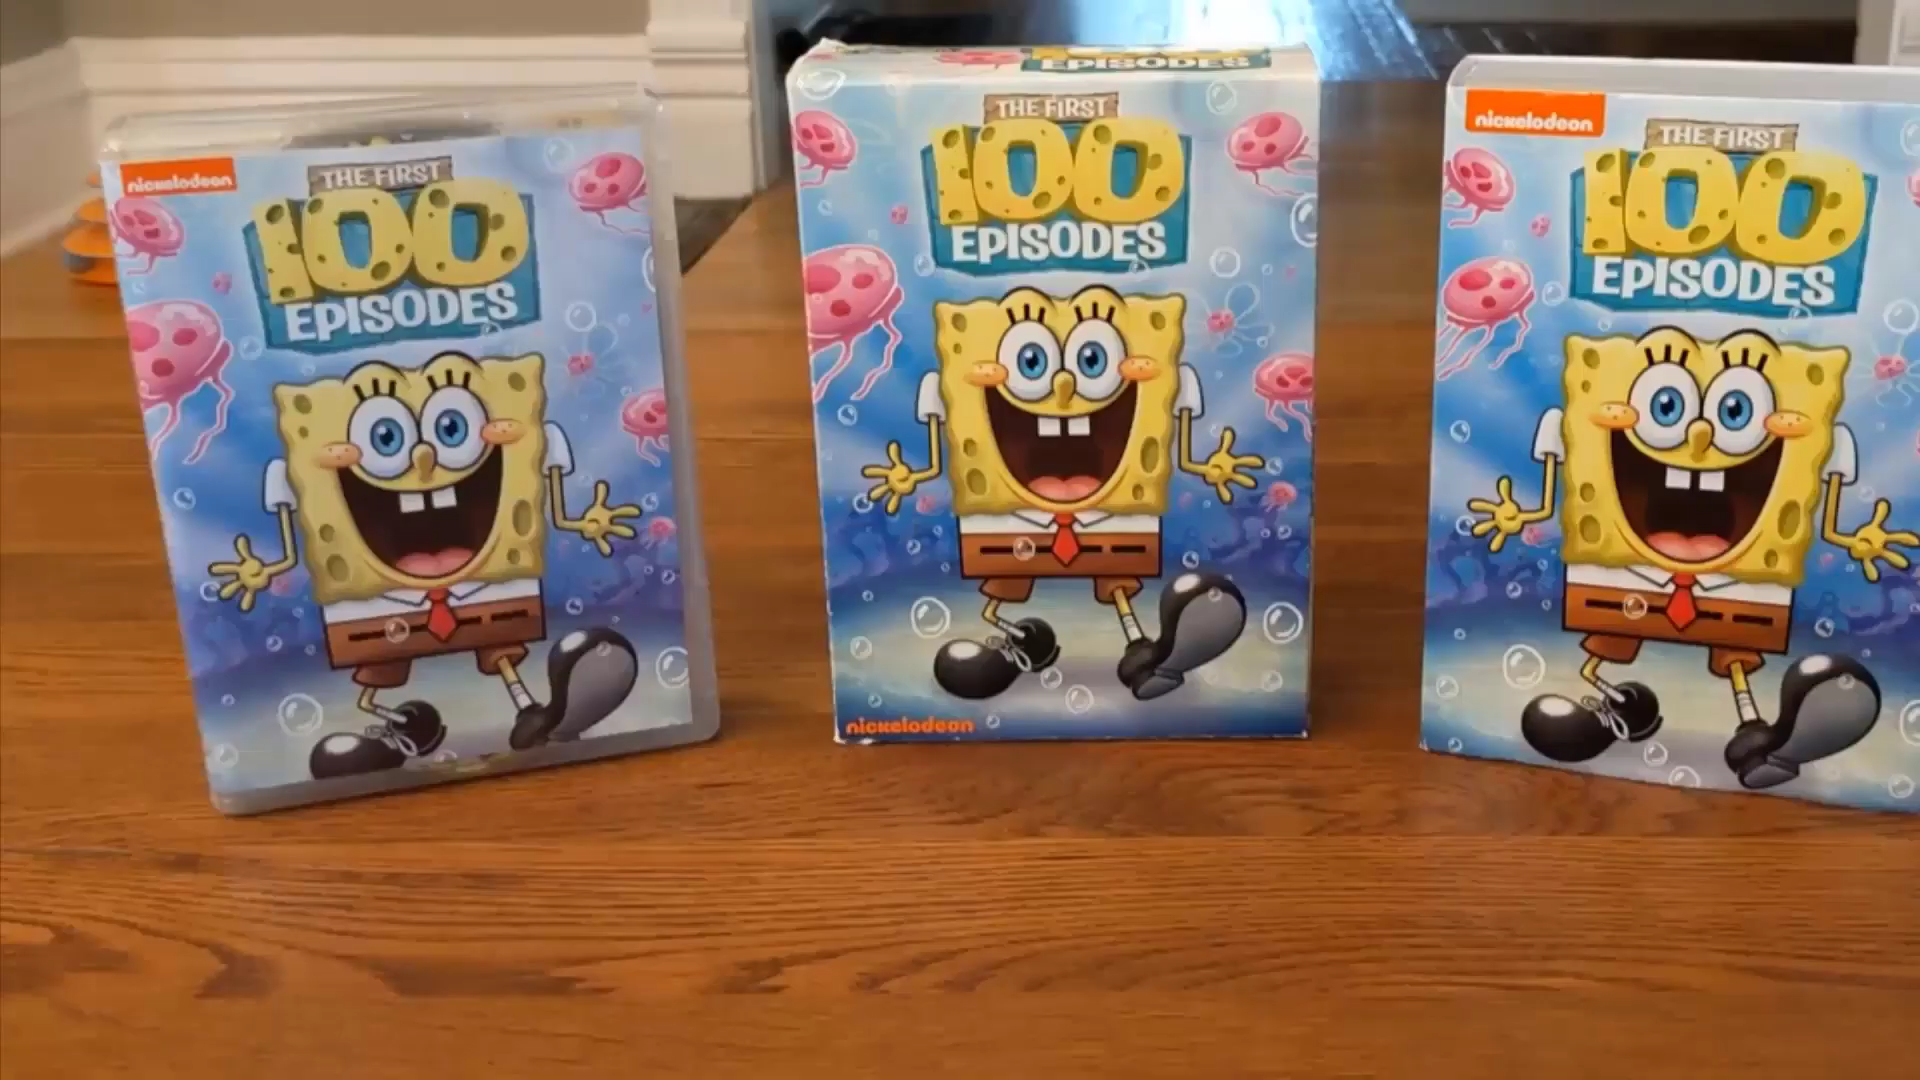 nickelodeon
THE FIRST
100
EPISODES
EPISODES
THE FIRST
100
EPISODES
nickelodeon
nickelodeon
THE FIRST
100
EPISODES